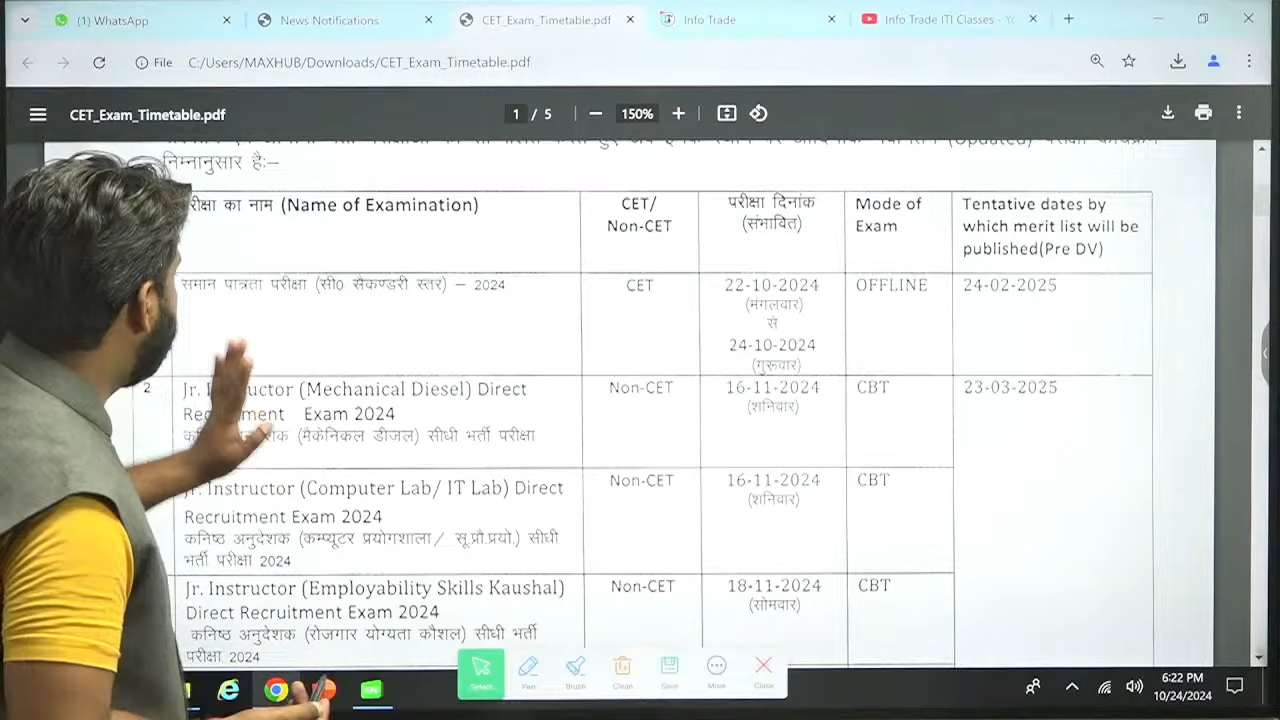 (1) WhatsApp
News Notifications
CET_Exam_Timetable.pdf
Info Trade
Info Trade ITI Classes - Yo
File C:/Users/MAXHUB/Downloads/CET_Exam_Timetable.pdf
CET_Exam_Timetable.pdf
1 / 5
150%
(Updated)
निम्नानुसार है:–
परीक्षा का नाम (Name of Examination)
CET/
Non-CET
परीक्षा दिनांक
(संभावित)
Mode of
Exam
Tentative dates by
which merit list will be
published(Pre DV)
समान पात्रता परीक्षा (सी0 सैकण्डरी स्तर) – 2024
CET
22-10-2024
(मंगलवार)
से
24-10-2024
(गुरूवार)
OFFLINE
24-02-2025
2
Jr. Instructor (Mechanical Diesel) Direct
Recruitment Exam 2024
(मैकेनिकल डीजल) सीधी भर्ती परीक्षा
Non-CET
16-11-2024
(शनिवार)
CBT
23-03-2025
Jr. Instructor (Computer Lab/ IT Lab) Direct
Recruitment Exam 2024
कनिष्ठ अनुदेशक (कम्प्यूटर प्रयोगशाला/ सू.प्रौ.प्रयो.) सीधी
भर्ती परीक्षा 2024
Non-CET
16-11-2024
(शनिवार)
CBT
Jr. Instructor (Employability Skills Kaushal)
Direct Recruitment Exam 2024
कनिष्ठ अनुदेशक (रोजगार योग्यता कौशल) सीधी भर्ती
परीक्षा 2024
Non-CET
18-11-2024
(सोमवार)
CBT
Select
Pen
Brush
Clean
Save
More
Close
6:22 PM
10/24/2024